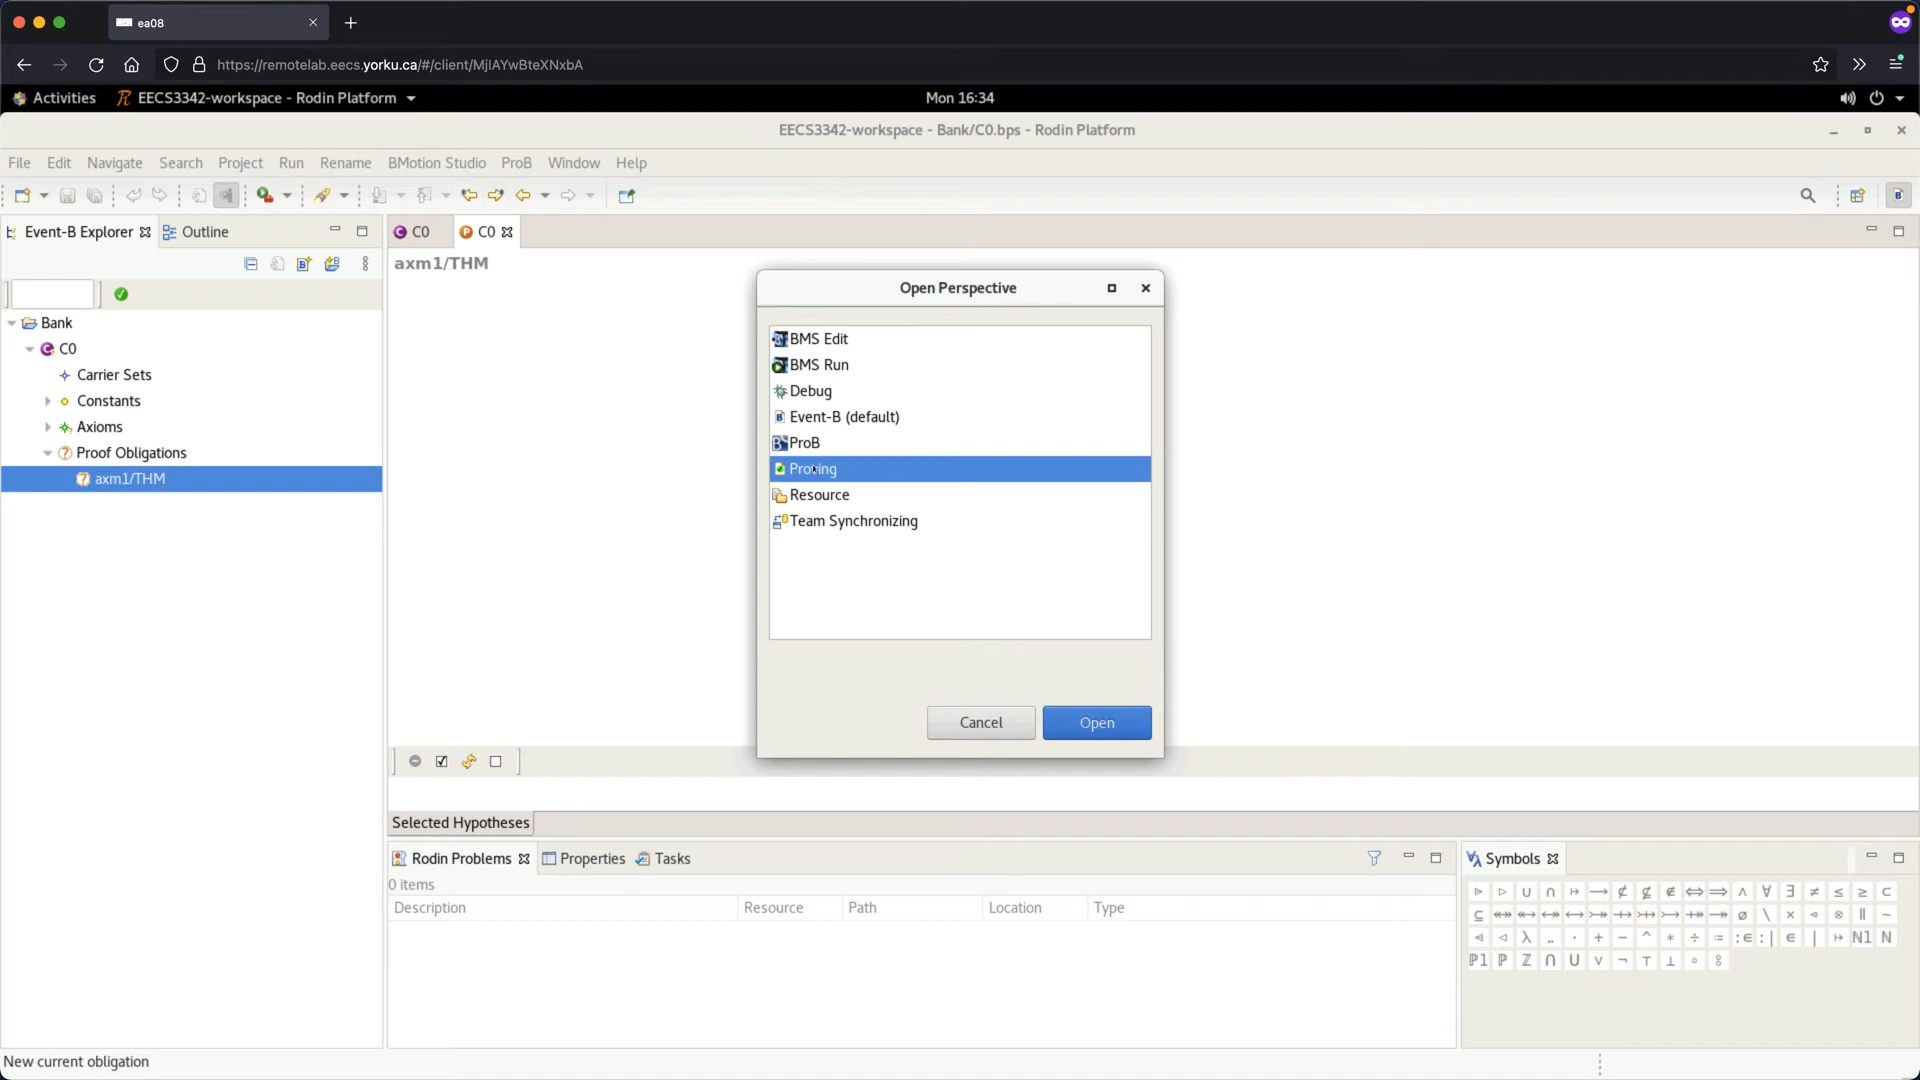 ea08
https://remotelab.eecs.yorku.ca/#/client/MjIAYwBteXNxbA
Activities EECS3342-workspace - Rodin Platform Mon 16:34
EECS3342-workspace - Bank/C0.bps - Rodin Platform
File Edit Navigate Search Project Run Rename BMotion Studio ProB Window Help
Event-B Explorer Outline C0 C0
axm1/THM
Bank
C0
Carrier Sets
Constants
Axioms
Proof Obligations
axm1/THM
Open Perspective
BMS Edit
BMS Run
Debug
Event-B (default)
ProB
Proving
Resource
Team Synchronizing
Cancel Open
Selected Hypotheses
Rodin Problems Properties Tasks
0 items
Description Resource Path Location Type
Symbols
New current obligation